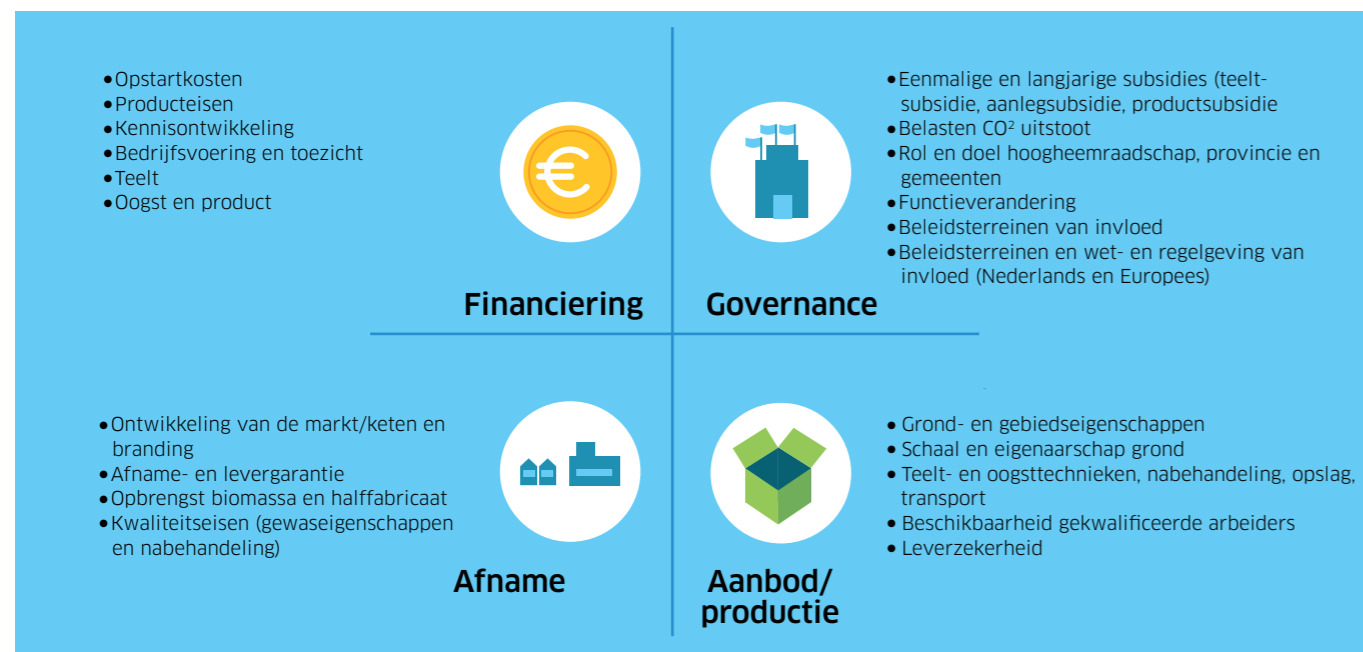 • Opstartkosten
• Producteisen
• Kennisontwikkeling
• Bedrijfsvoering en toezicht
• Teelt
• Oogst en product
Financiering
• Eenmalige en langjarige subsidies (teelt-
subsidie, aanlegsubsidie, productsubsidie
• Belasten CO² uitstoot
• Rol en doel hoogheemraadschap, provincie en
gemeenten
• Functieverandering
• Beleidsterreinen van invloed
• Beleidsterreinen en wet- en regelgeving van
invloed (Nederlands en Europees)
Governance
• Ontwikkeling van de markt/keten en
branding
• Afname- en levergarantie
• Opbrengst biomassa en halffabricaat
• Kwaliteitseisen (gewaseigenschappen
en nabehandeling)
Afname
• Grond- en gebiedseigenschappen
• Schaal en eigenaarschap grond
• Teelt- en oogsttechnieken, nabehandeling, opslag,
transport
• Beschikbaarheid gekwalificeerde arbeiders
• Leverzekerheid
Aanbod/
productie